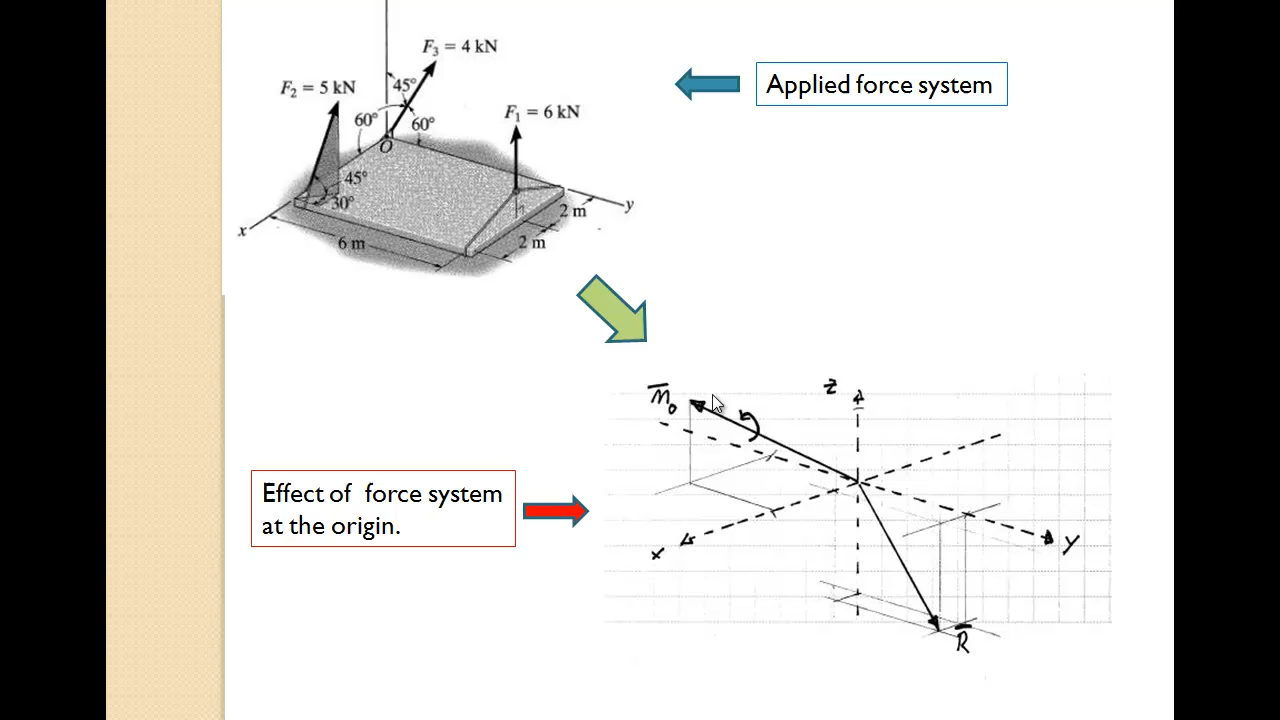 F3 = 4 kN
Applied force system
F2 = 5 kN
45°
F1 = 6 kN
60°
60°
O
45°
30°
2 m
y
x
6 m
2 m
M0
z
Effect of force system
at the origin.
x
y
R